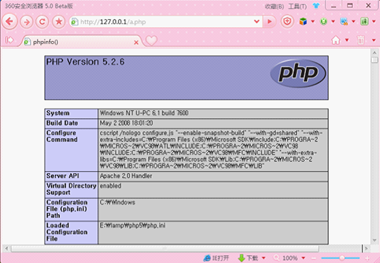 360安全浏览器 5.0 Beta版
收藏(B) 工具(T)
http://127.0.0.1/a.php
phpinfo()
PHP Version 5.2.6
php
System Windows NT U-PC 6.1 build 7600
Build Date May 2 2008 18:01:20
Configure Command cscript /nologo configure.js "--enable-snapshot-build" "--with-gd=shared" "--with-
extra-includes=C:\Program Files (x86)\Microsoft SDK\Include;C:\PROGRA~2
\MICROS~2\VC98\ATL\INCLUDE;C:\PROGRA~2\MICROS~2\VC98
\INCLUDE;C:\PROGRA~2\MICROS~2\VC98\MFC\INCLUDE" "--with-extra-
libs=C:\Program Files (x86)\Microsoft SDK\Lib;C:\PROGRA~2
\MICROS~2\VC98\LIB;C:\PROGRA~2\MICROS~2\VC98\MFC\LIB"
Server API Apache 2.0 Handler
Virtual Directory Support enabled
Configuration File (php.ini) Path C:\Windows
Loaded Configuration File E:\lamp\php5\php.ini
下载 100%